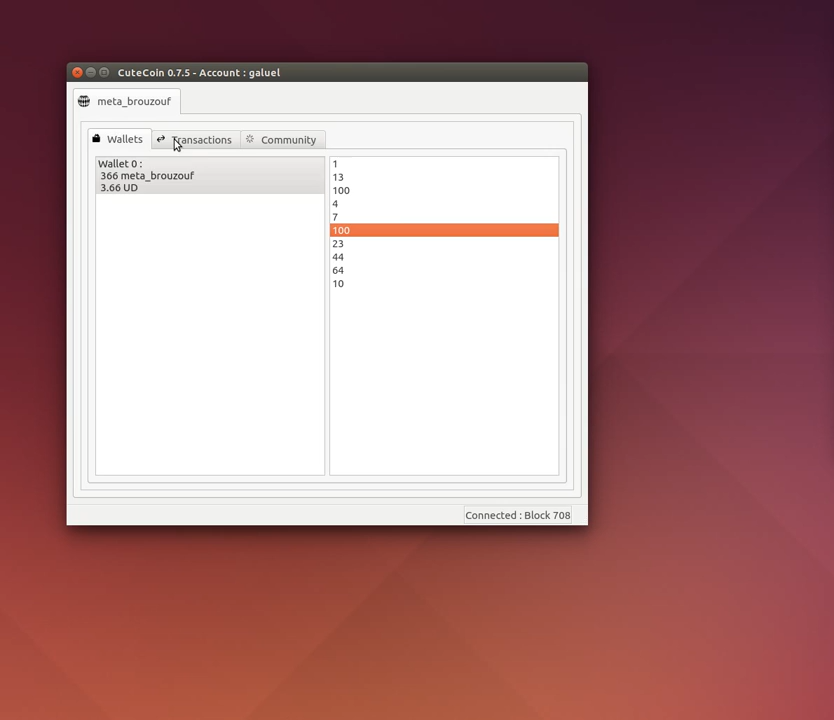 CuteCoin 0.7.5 - Account : galuel
meta_brouzouf
Wallets
Transactions
Community
Wallet 0 :
366 meta_brouzouf
3.66 UD
1
13
100
4
7
100
23
44
64
10
Connected : Block 708